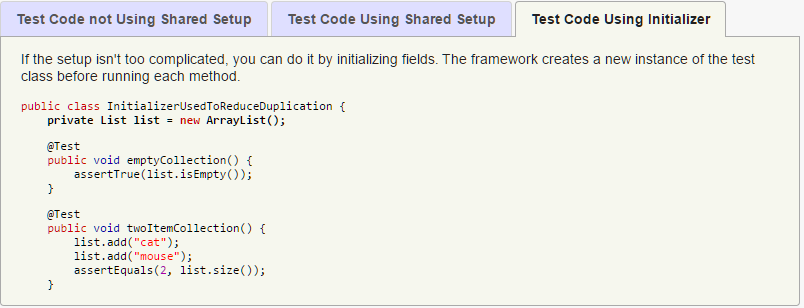 Test Code not Using Shared Setup
Test Code Using Shared Setup
Test Code Using Initializer
If the setup isn't too complicated, you can do it by initializing fields. The framework creates a new instance of the test
class before running each method.
public class InitializerUsedToReduceDuplication {
    private List list = new ArrayList();
    @Test
    public void emptyCollection() {
        assertTrue(list.isEmpty());
    }
    @Test
    public void twoItemCollection() {
        list.add("cat");
        list.add("mouse");
        assertEquals(2, list.size());
    }